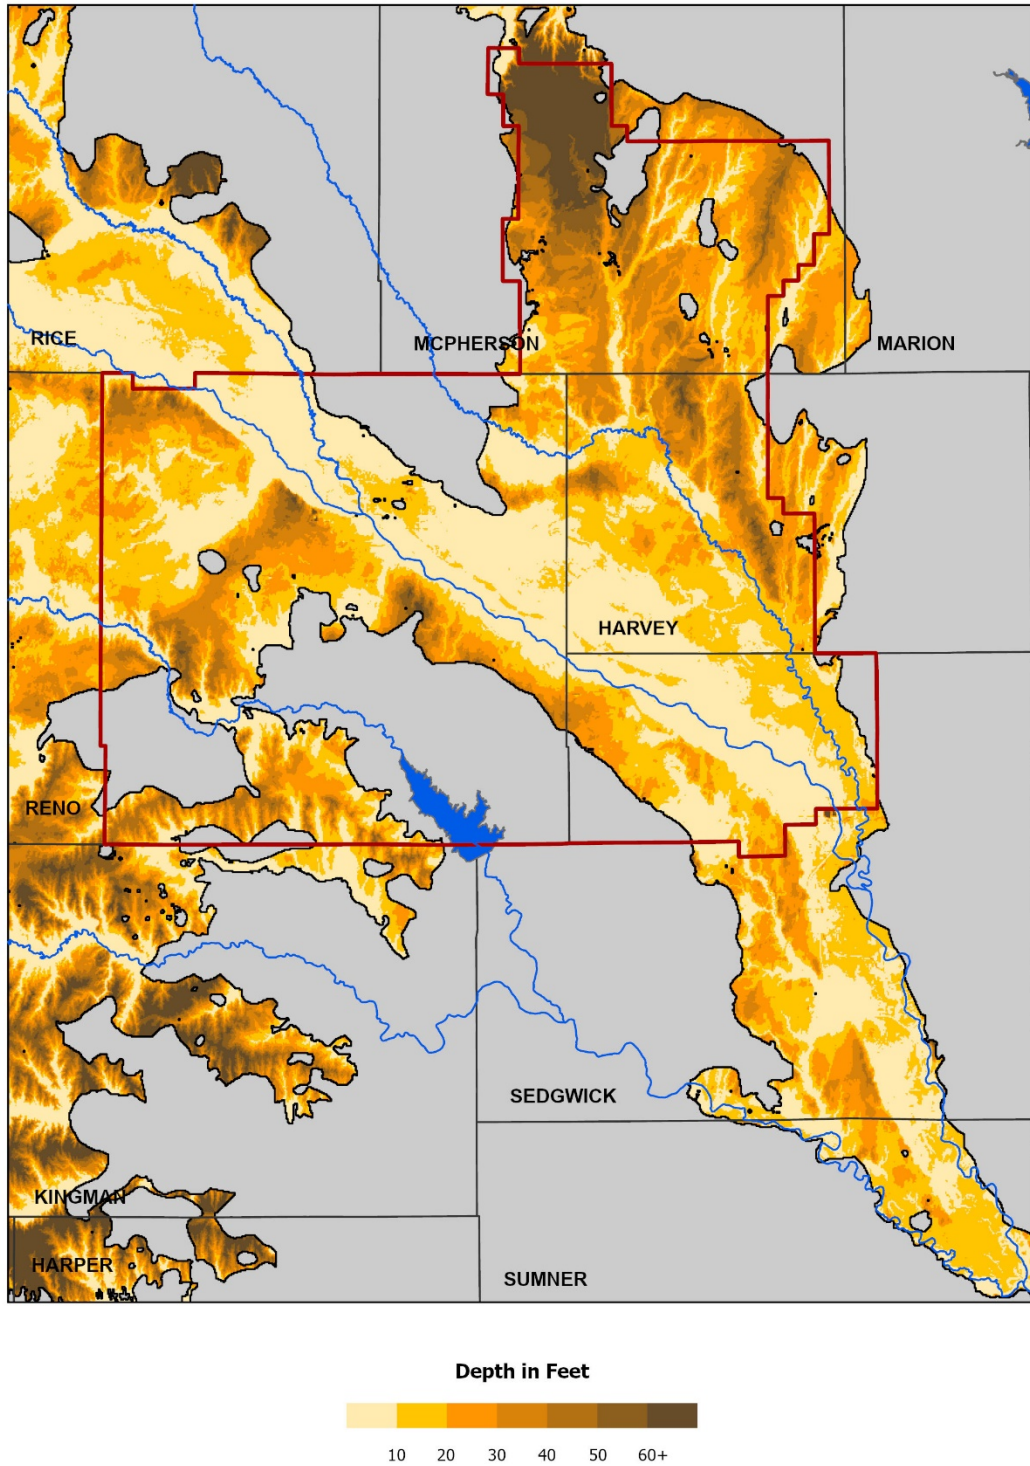 RICE
MCPHERSON
MARION
HARVEY
RENO
SEDGWICK
KINGMAN
HARPER
SUMNER
Depth in Feet
10 20 30 40 50 60+